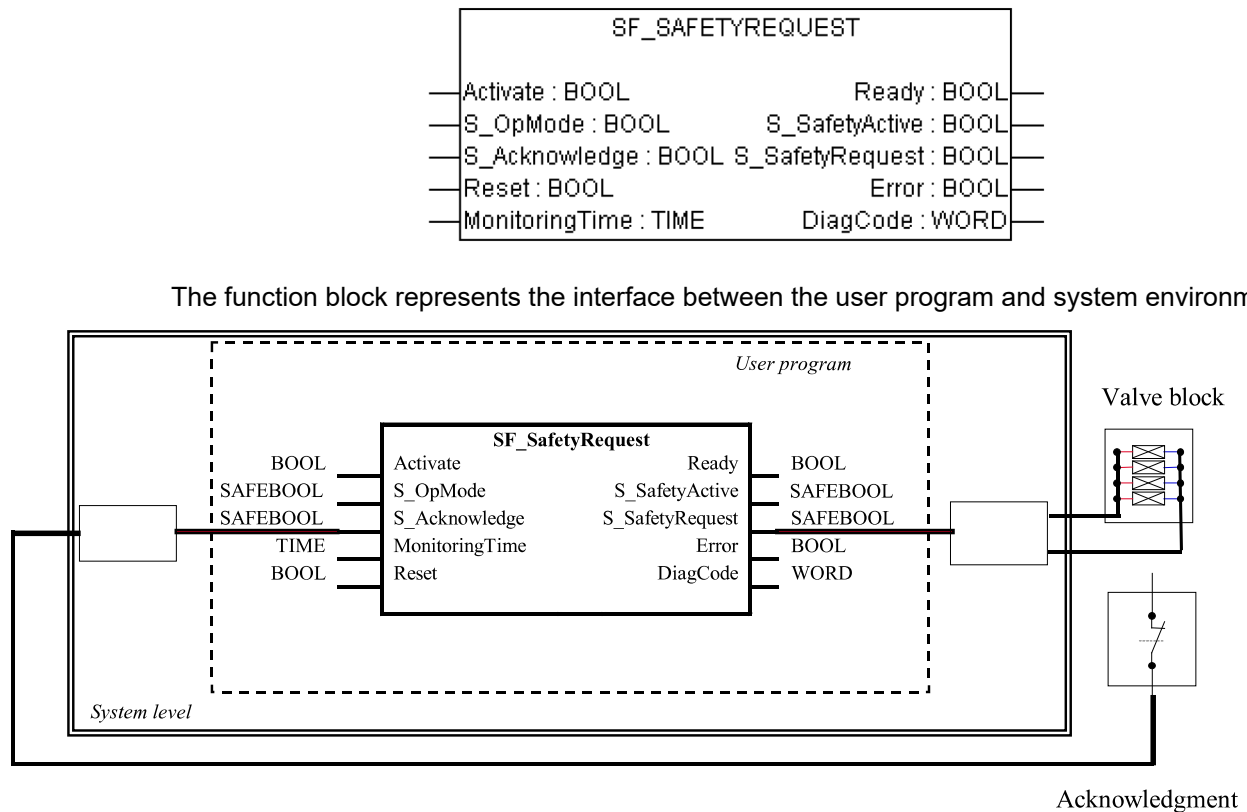 SF_SAFETYREQUEST
Activate : BOOL Ready : BOOL
S_OpMode : BOOL S_SafetyActive : BOOL
S_Acknowledge : BOOL S_SafetyRequest : BOOL
Reset : BOOL Error : BOOL
MonitoringTime : TIME DiagCode : WORD
The function block represents the interface between the user program and system environm
User program
Valve block
SF_SafetyRequest
BOOL Activate Ready BOOL
SAFEBOOL S_OpMode S_SafetyActive SAFEBOOL
SAFEBOOL S_Acknowledge S_SafetyRequest SAFEBOOL
TIME MonitoringTime Error BOOL
BOOL Reset DiagCode WORD
System level
Acknowledgment